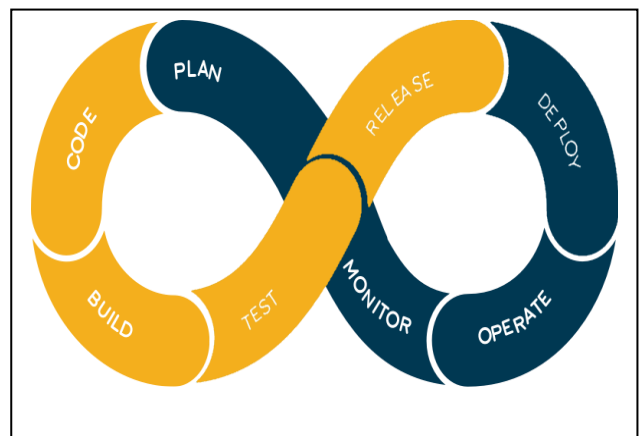 PLAN
CODE
BUILD
TEST
RELEASE
DEPLOY
OPERATE
MONITOR